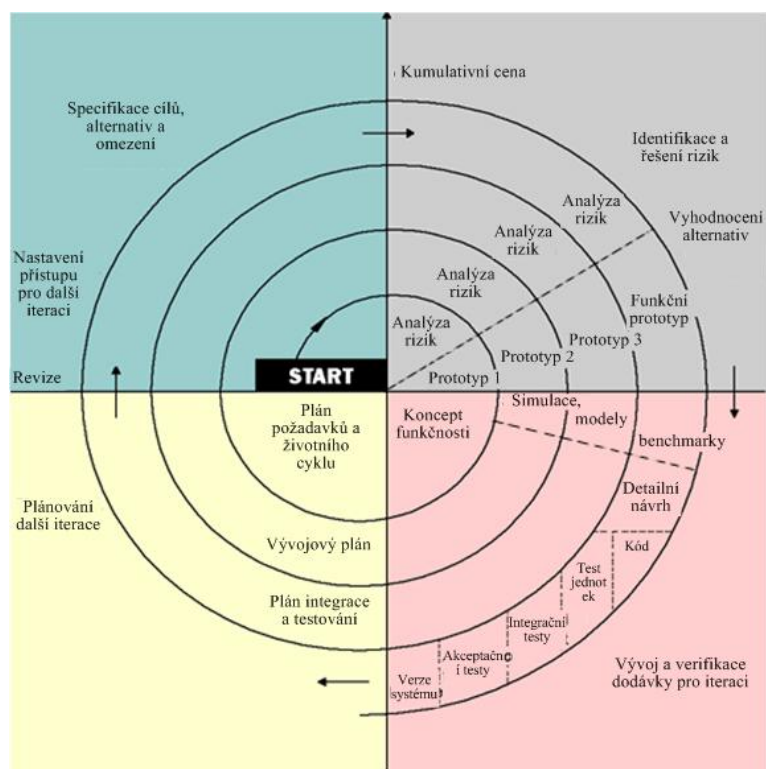 Kumulativní cena
Specifikace cílů,
alternativ a
omezení
Identifikace a
řešení rizik
Analýza
rizik
Vyhodnocení
alternativ
Analýza
rizik
Nastavení
přístupu
pro další
iteraci
Analýza
rizik
Funkční
prototyp
Analýza
rizik
Prototyp 3
Prototyp 2
START
Prototyp 1
Revize
Plán
požadavků a
životního
cyklu
Koncept
funkčnosti
Simulace,
modely
benchmarky
Plánování
další iterace
Detailní
návrh
Vývojový plán
Kód
Test
jednot
ek
Plán integrace
a testování
Integrační
testy
Akceptačn
í testy
Verze
systému
Vývoj a verifikace
dodávky pro iteraci